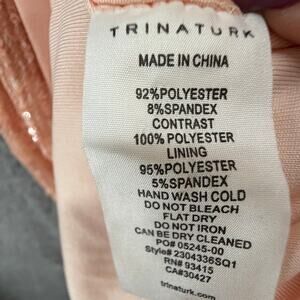 TRINATURK
MADE IN CHINA
92%POLYESTER
8%SPANDEX
CONTRAST
100% POLYESTER
LINING
95%POLYESTER
5%SPANDEX
HAND WASH COLD
DO NOT BLEACH
FLAT DRY
DO NOT IRON
CAN BE DRY CLEANED
PO# 05245-00
Style# 2304336SQ1
RN# 93415
CA#30427
trinaturk.com